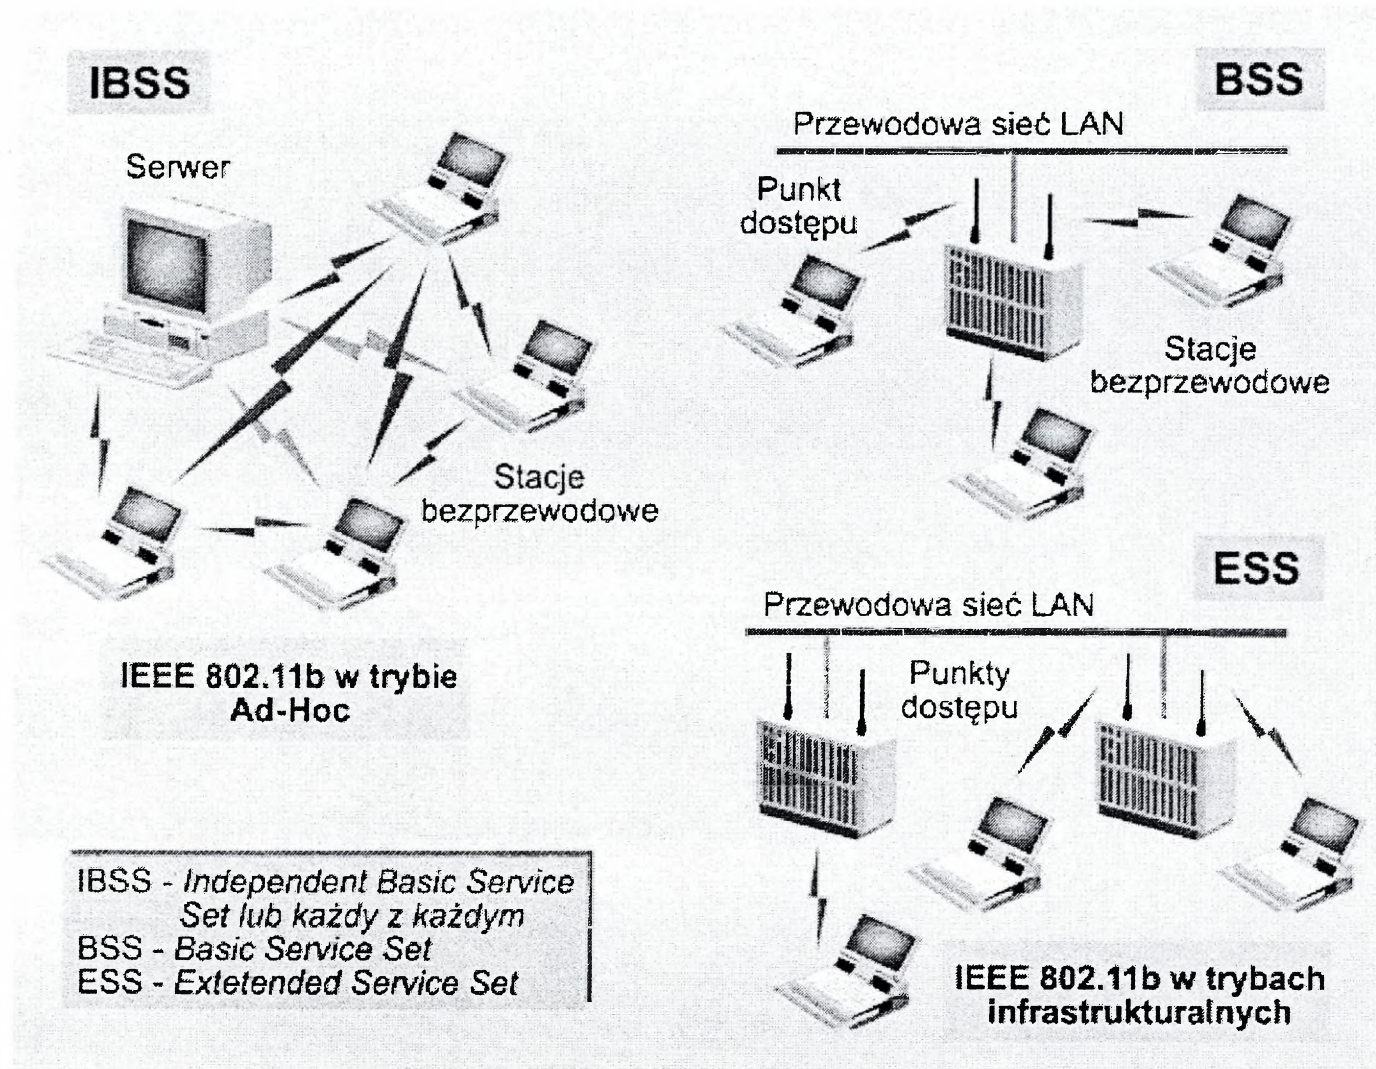 IBSS
Serwer
Stacje
bezprzewodowe
IEEE 802.11b w trybie
Ad-Hoc
IBSS - Independent Basic Service
Set lub każdy z każdym
BSS - Basic Service Set
ESS - Extetended Service Set
BSS
Przewodowa sieć LAN
Punkt
dostępu
Stacje
bezprzewodowe
ESS
Przewodowa sieć LAN
Punkty
dostępu
IEEE 802.11b w trybach
infrastrukturalnych